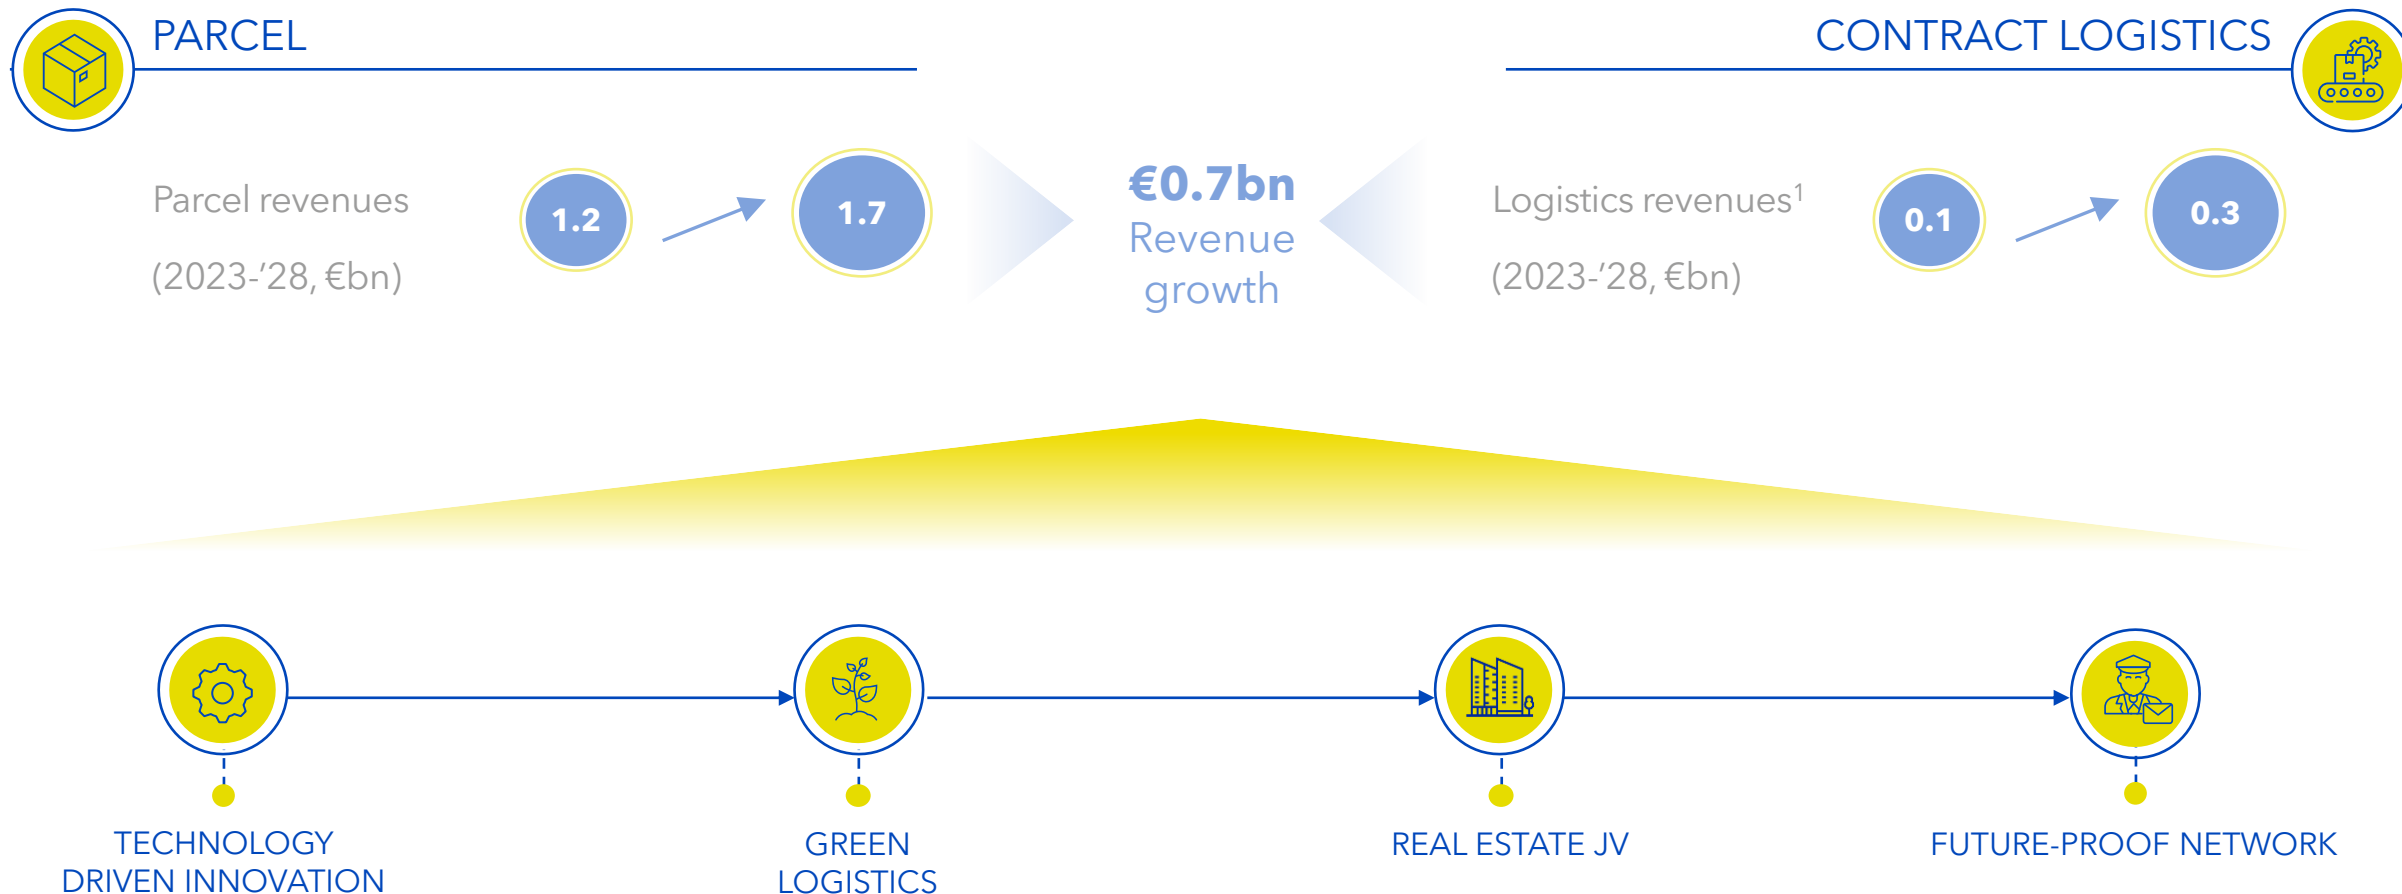 PARCEL
CONTRACT LOGISTICS
Parcel revenues
(2023-’28, €bn)
1.2
1.7
€0.7bn
Revenue
growth
Logistics revenues¹
(2023-’28, €bn)
0.1
0.3
TECHNOLOGY
DRIVEN INNOVATION
GREEN
LOGISTICS
REAL ESTATE JV
FUTURE-PROOF NETWORK